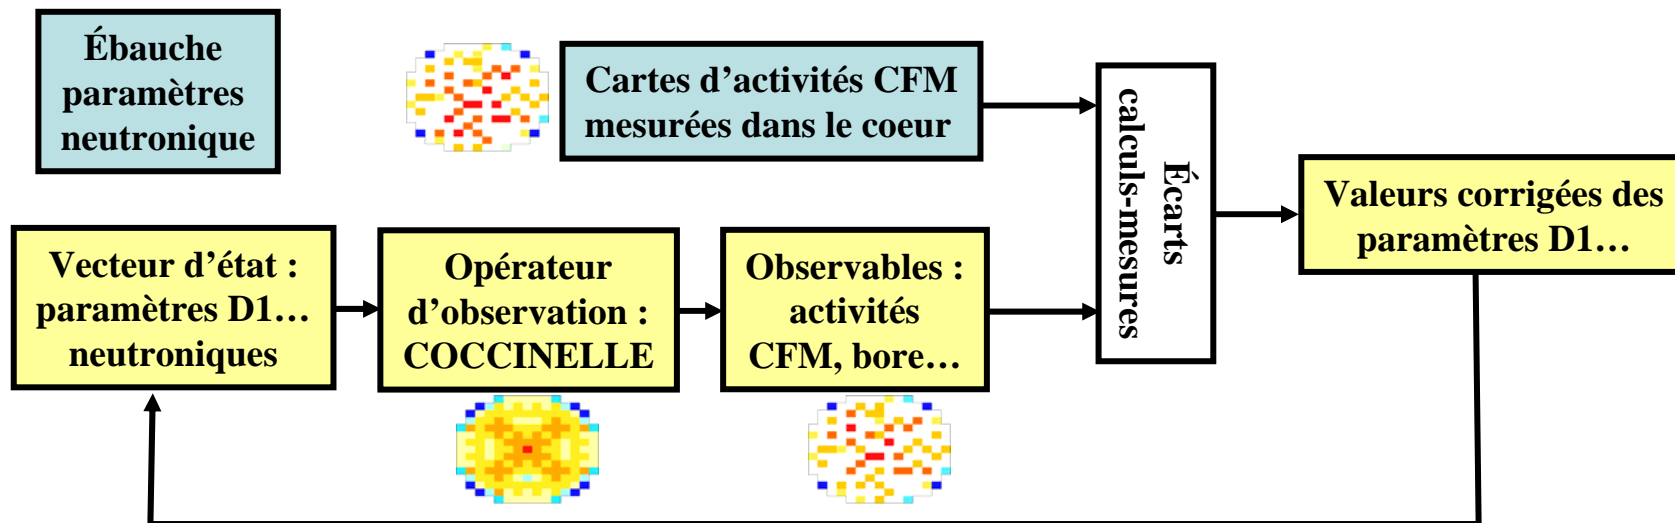 Ébauche
paramètres
neutronique
Cartes d’activités CFM
mesurées dans le coeur
Écarts
calculs-mesures
Valeurs corrigées des
paramètres D1…
Vecteur d’état :
paramètres D1…
neutroniques
Opérateur
d’observation :
COCCINELLE
Observables :
activités
CFM, bore…